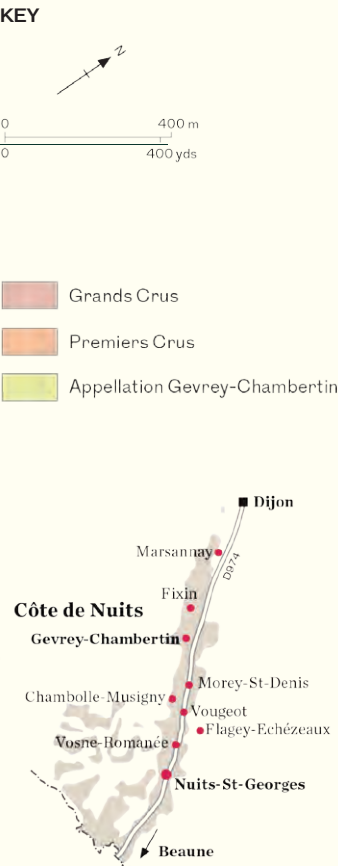 KEY
N
0 400 m
0 400 yds
Grands Crus
Premiers Crus
Appellation Gevrey-Chambertin
Dijon
Marsannay
D974
Fixin
Côte de Nuits
Gevrey-Chambertin
Morey-St-Denis
Chambolle-Musigny
Vougeot
Flagey-Echézeaux
Vosne-Romanée
Nuits-St-Georges
Beaune